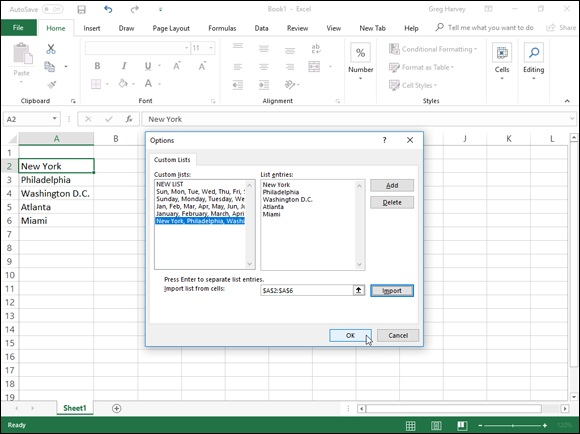 AutoSave Off Book1 - Excel Greg Harvey
File Home Insert Draw Page Layout Formulas Data Review View New Tab Help Tell me what you want to do Share
Paste 11 ab % Conditional Formatting
Number Format as Table Cells Editing
B I U A A Cell Styles
Clipboard Font Alignment Styles
A2 fx New York
A B C D E F G H I J K L
1
2 New York
3 Philadelphia
4 Washington D.C.
5 Atlanta
6 Miami
7
8
9
10
11
12
13
14
15
16
17
18
19
Options ?
Custom Lists
Custom lists: List entries:
NEW LIST
Sun, Mon, Tue, Wed, Thu, Fri, S
Sunday, Monday, Tuesday, We
Jan, Feb, Mar, Apr, May, Jun, Ju
January, February, March, April
New York, Philadelphia, Washi
New York
Philadelphia
Washington D.C.
Atlanta
Miami
Add
Delete
Press Enter to separate list entries.
Import list from cells: $A$2:$A$6 Import
OK Cancel
Sheet1
Ready